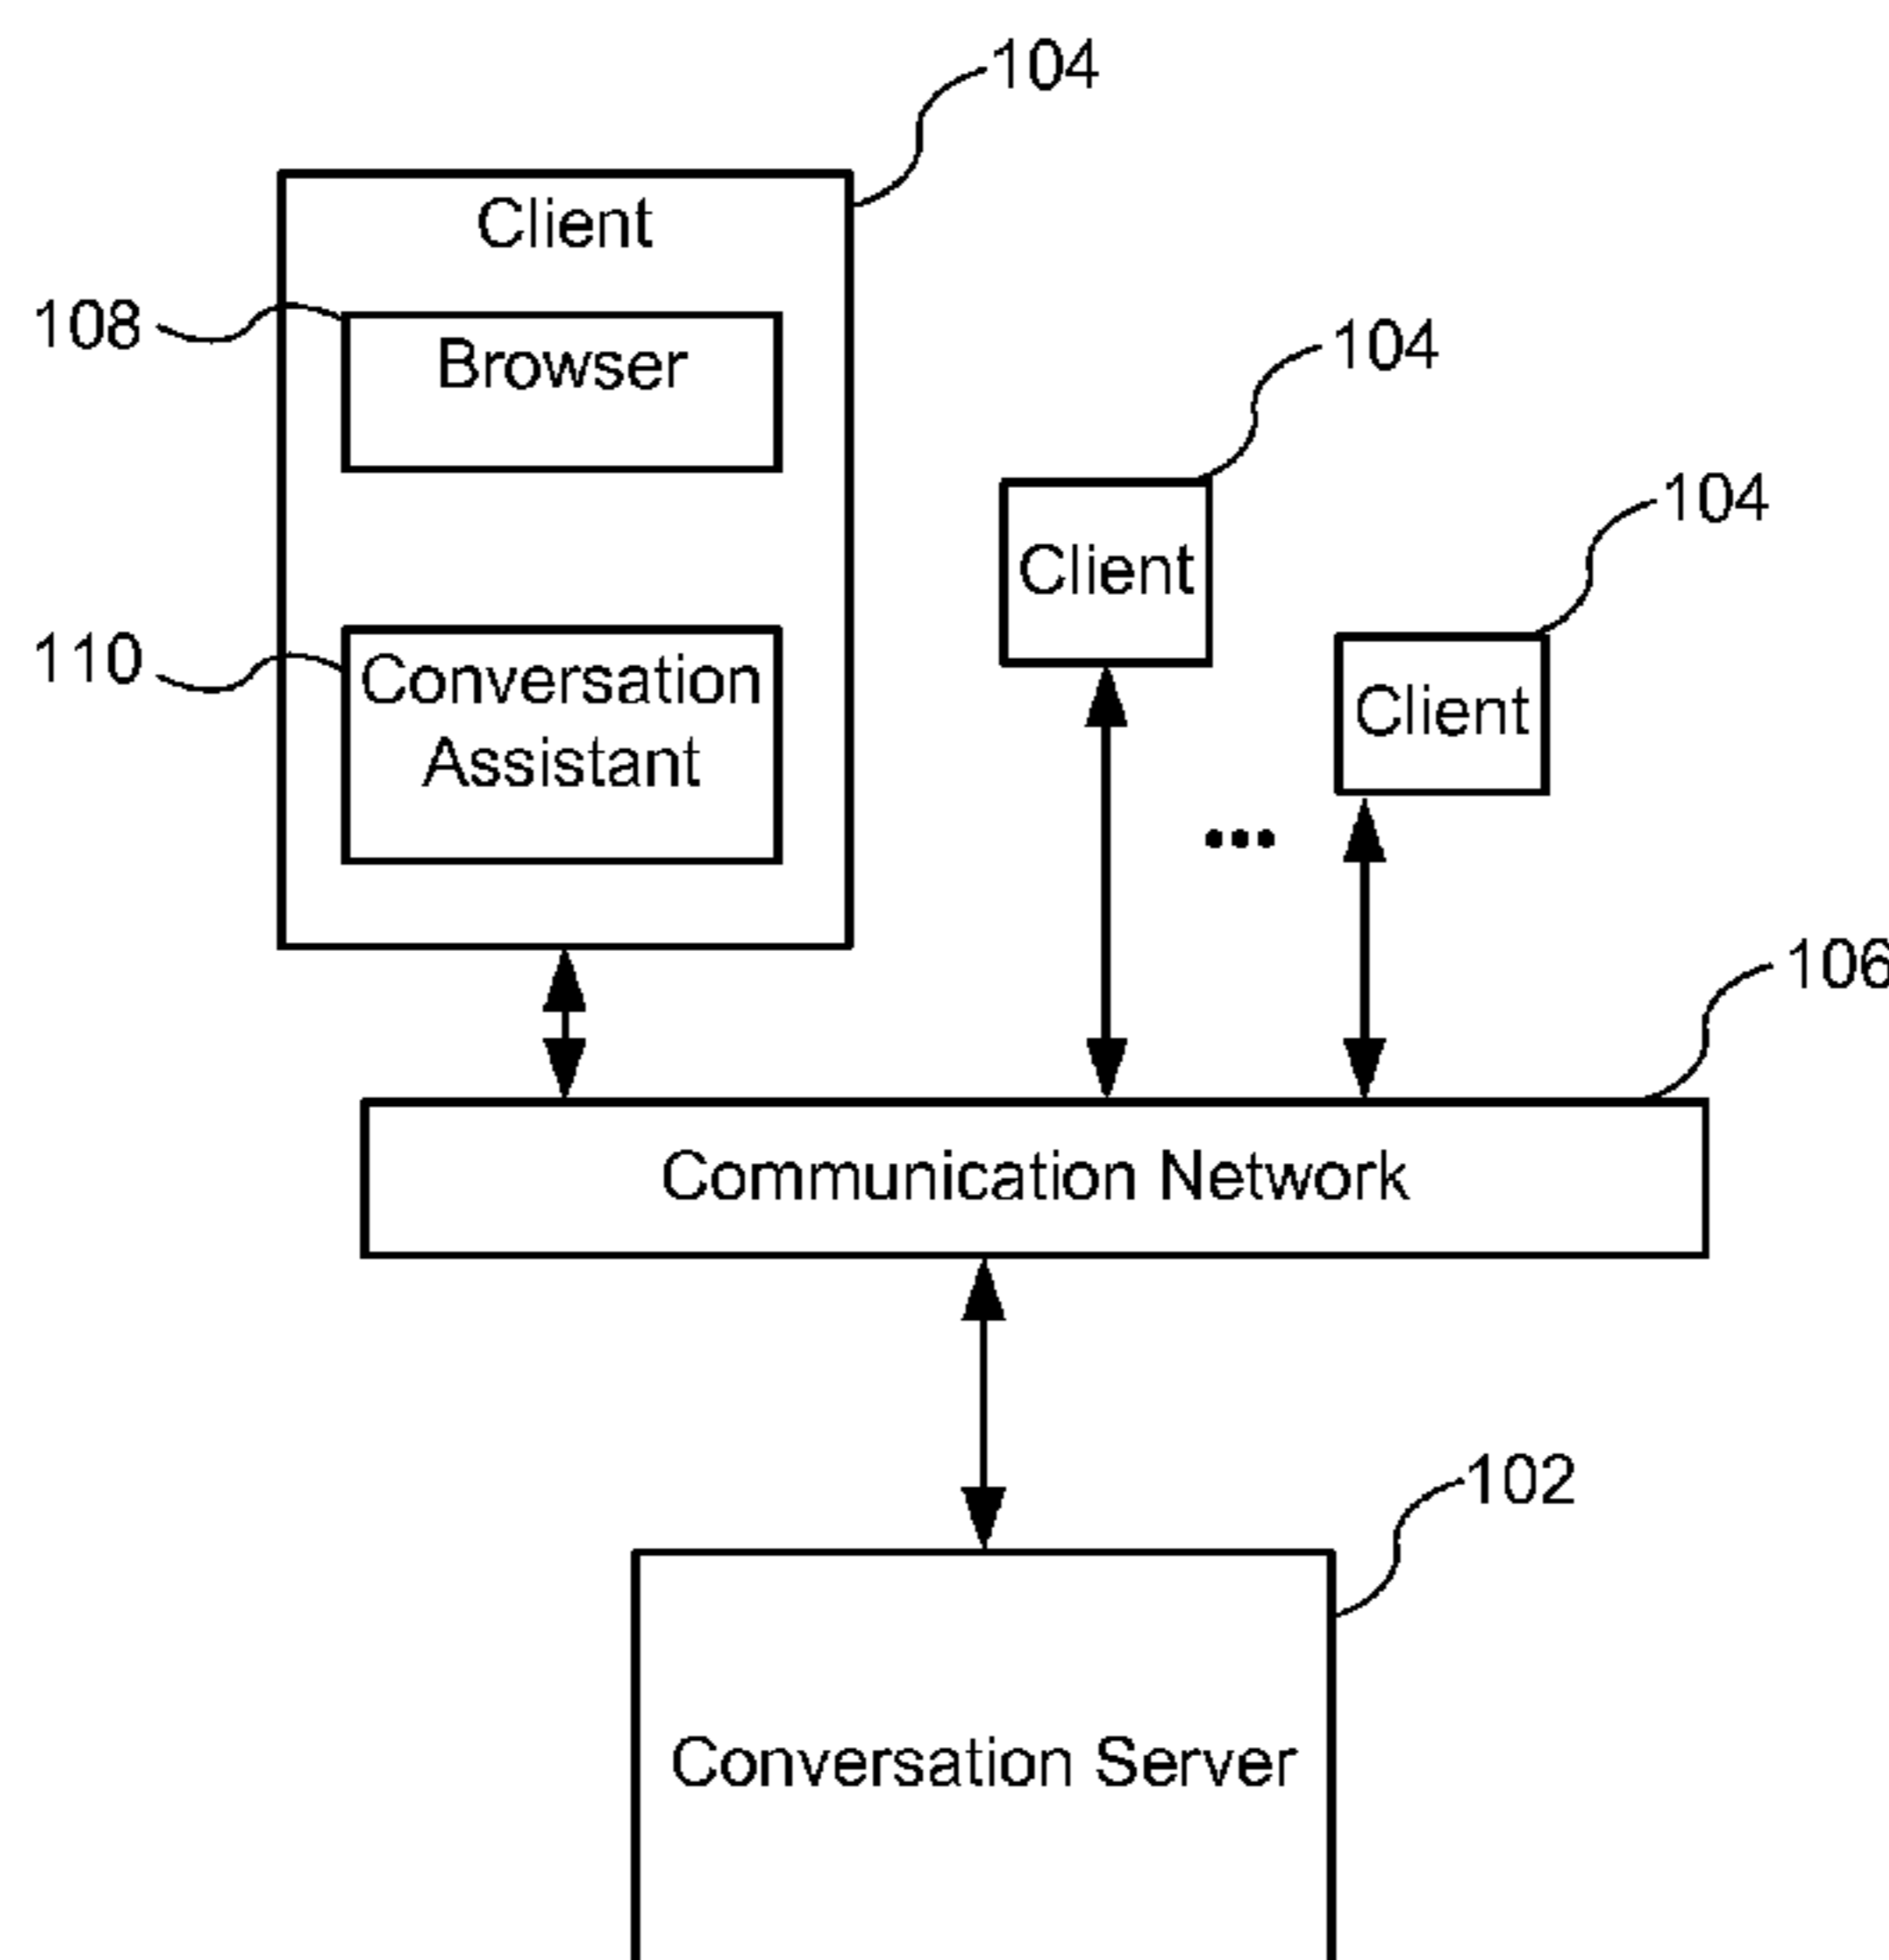 104
Client
108
Browser
104
104
Client
110
Conversation
Assistant
Client
106
Communication Network
102
Conversation Server